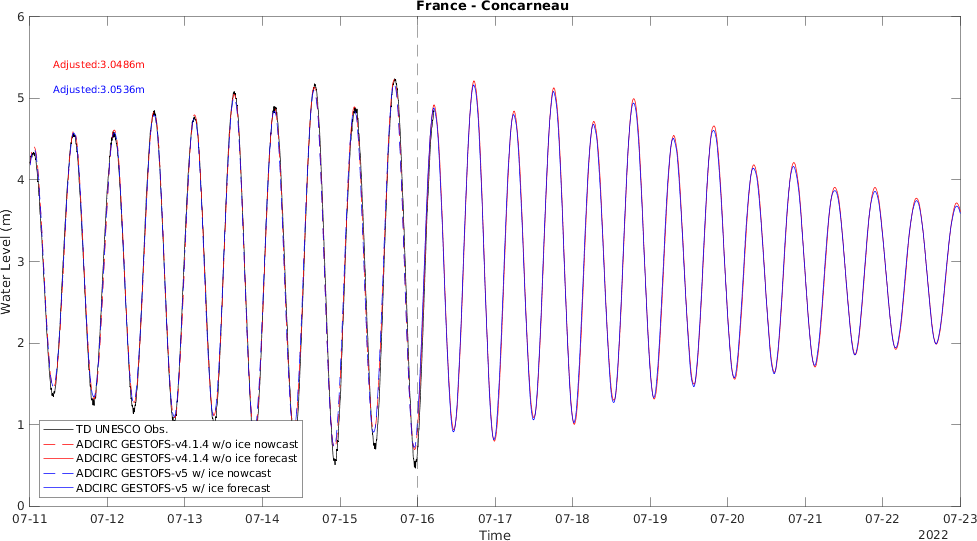 France - Concarneau
6
5
4
3
2
1
0
Water Level (m)
Adjusted:3.0486m
Adjusted:3.0536m
TD UNESCO Obs.
ADCIRC GESTOFS-v4.1.4 w/o ice nowcast
ADCIRC GESTOFS-v4.1.4 w/o ice forecast
ADCIRC GESTOFS-v5 w/ ice nowcast
ADCIRC GESTOFS-v5 w/ ice forecast
07-11 07-12 07-13 07-14 07-15 07-16 07-17 07-18 07-19 07-20 07-21 07-22 07-23
Time
2022